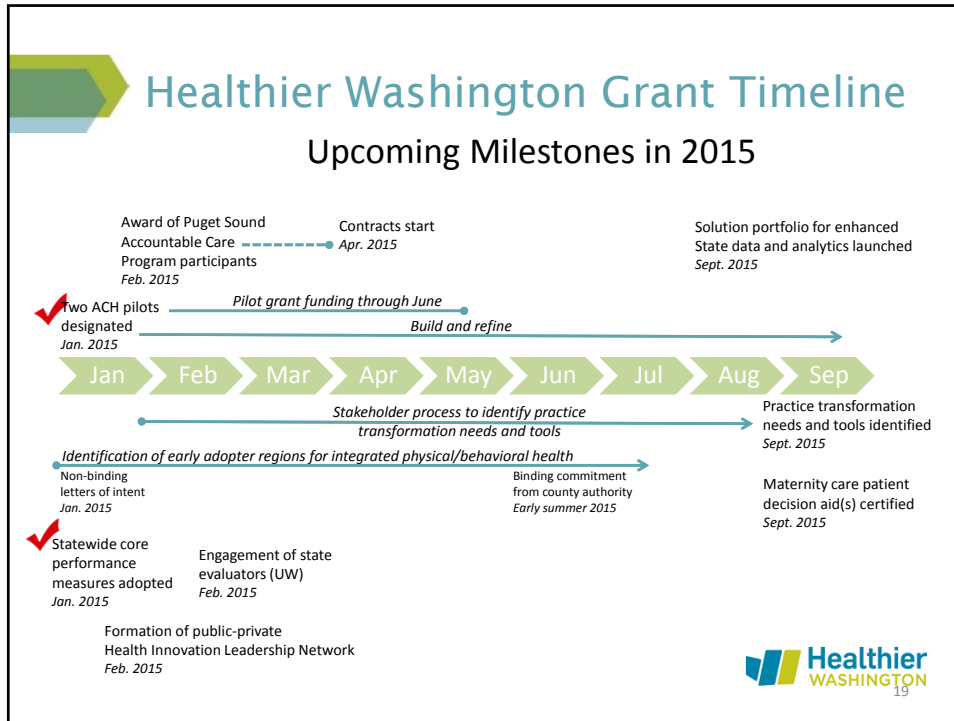 Healthier Washington Grant Timeline
Upcoming Milestones in 2015
Award of Puget Sound
Accountable Care
Program participants
Feb. 2015
Contracts start
Apr. 2015
Solution portfolio for enhanced
State data and analytics launched
Sept. 2015
Two ACH pilots
designated
Jan. 2015
Pilot grant funding through June
Build and refine
Jan Feb Mar Apr May Jun Jul Aug Sep
Stakeholder process to identify practice
transformation needs and tools
Practice transformation
needs and tools identified
Sept. 2015
Identification of early adopter regions for integrated physical/behavioral health
Non-binding
letters of intent
Jan. 2015
Binding commitment
from county authority
Early summer 2015
Maternity care patient
decision aid(s) certified
Sept. 2015
Statewide core
performance
measures adopted
Jan. 2015
Engagement of state
evaluators (UW)
Feb. 2015
Formation of public-private
Health Innovation Leadership Network
Feb. 2015
Healthier
WASHINGTON
19